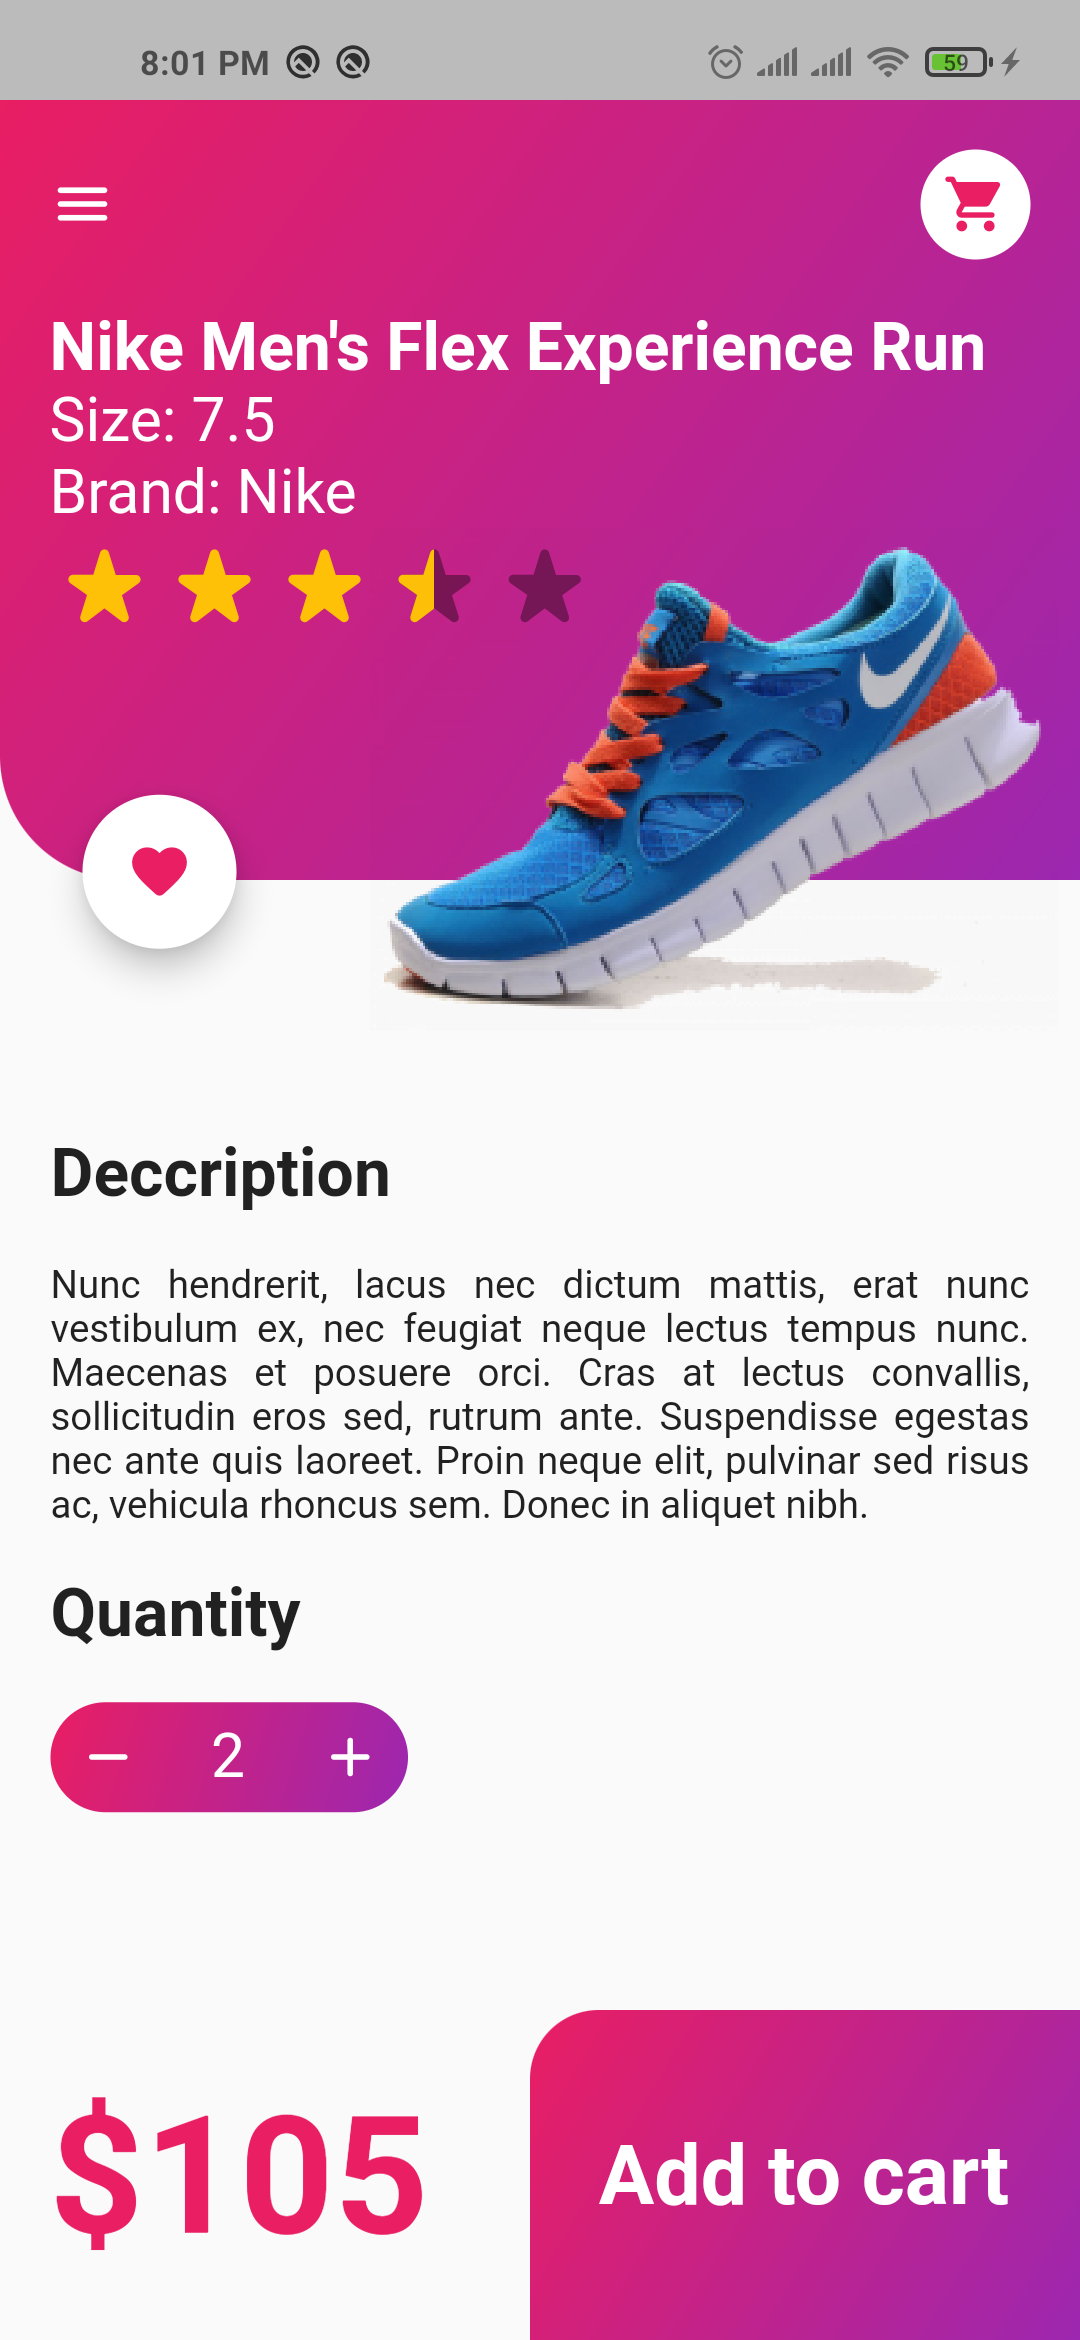 8:01 PM
59
Nike Men's Flex Experience Run
Size: 7.5
Brand: Nike
Deccription
Nunc hendrerit, lacus nec dictum mattis, erat nunc
vestibulum ex, nec feugiat neque lectus tempus nunc.
Maecenas et posuere orci. Cras at lectus convallis,
sollicitudin eros sed, rutrum ante. Suspendisse egestas
nec ante quis laoreet. Proin neque elit, pulvinar sed risus
ac, vehicula rhoncus sem. Donec in aliquet nibh.
Quantity
2
$105
Add to cart